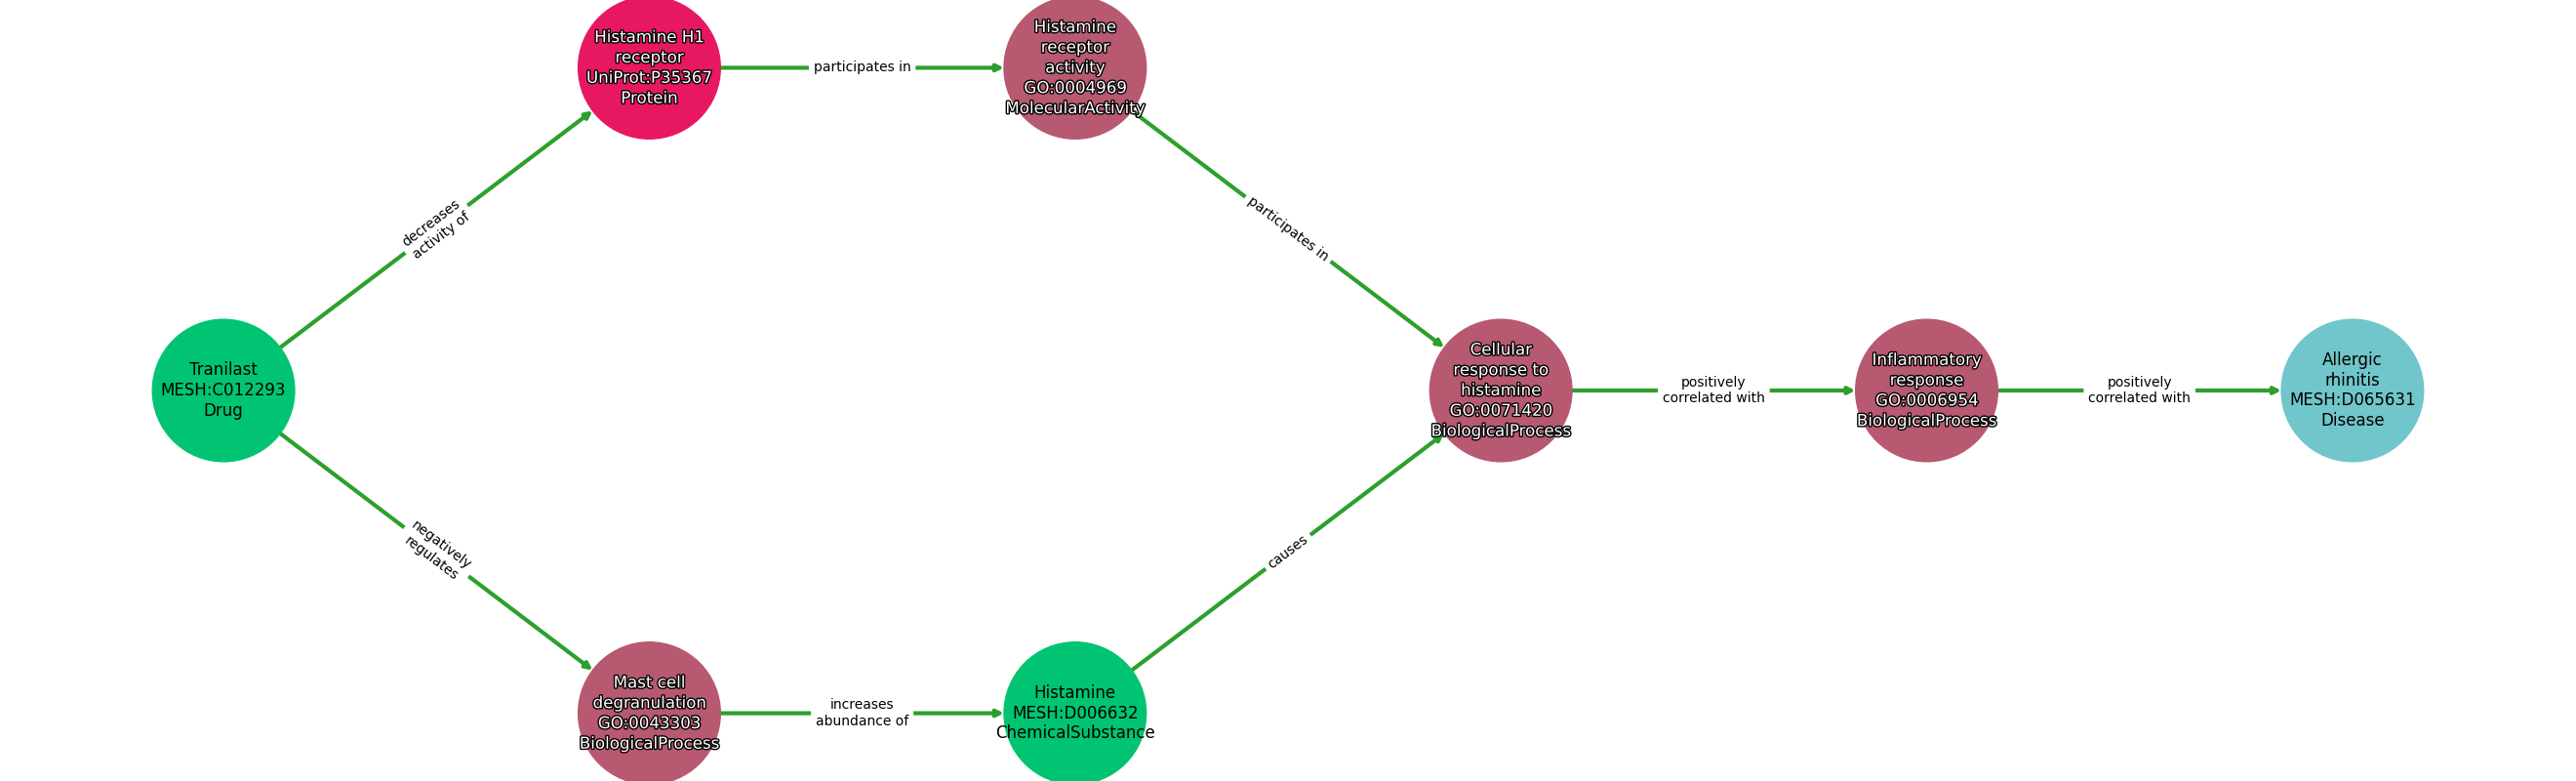 Histamine H1
receptor
UniProt:P35367
Protein
participates in
Histamine
receptor
activity
GO:0004969
MolecularActivity
decreases
activity of
participates in
Tranilast
MESH:C012293
Drug
Cellular
response to
histamine
GO:0071420
BiologicalProcess
positively
correlated with
Inflammatory
response
GO:0006954
BiologicalProcess
positively
correlated with
Allergic
rhinitis
MESH:D065631
Disease
negatively
regulates
causes
Mast cell
degranulation
GO:0043303
BiologicalProcess
increases
abundance of
Histamine
MESH:D006632
ChemicalSubstance